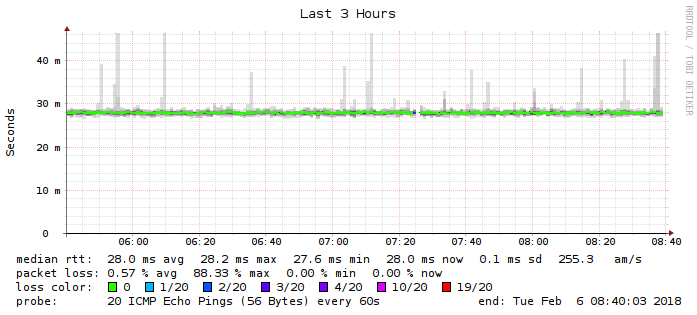 Last 3 Hours
RRDTOOL / TOBI OETIKER
Seconds
40 m
30 m
20 m
10 m
0
06:00 06:20 06:40 07:00 07:20 07:40 08:00 08:20 08:40
median rtt: 28.0 ms avg 28.2 ms max 27.6 ms min 28.0 ms now 0.1 ms sd 255.3 am/s
packet loss: 0.57 % avg 88.33 % max 0.00 % min 0.00 % now
loss color: 0 1/20 2/20 3/20 4/20 10/20 19/20
probe: 20 ICMP Echo Pings (56 Bytes) every 60s end: Tue Feb 6 08:40:03 2018